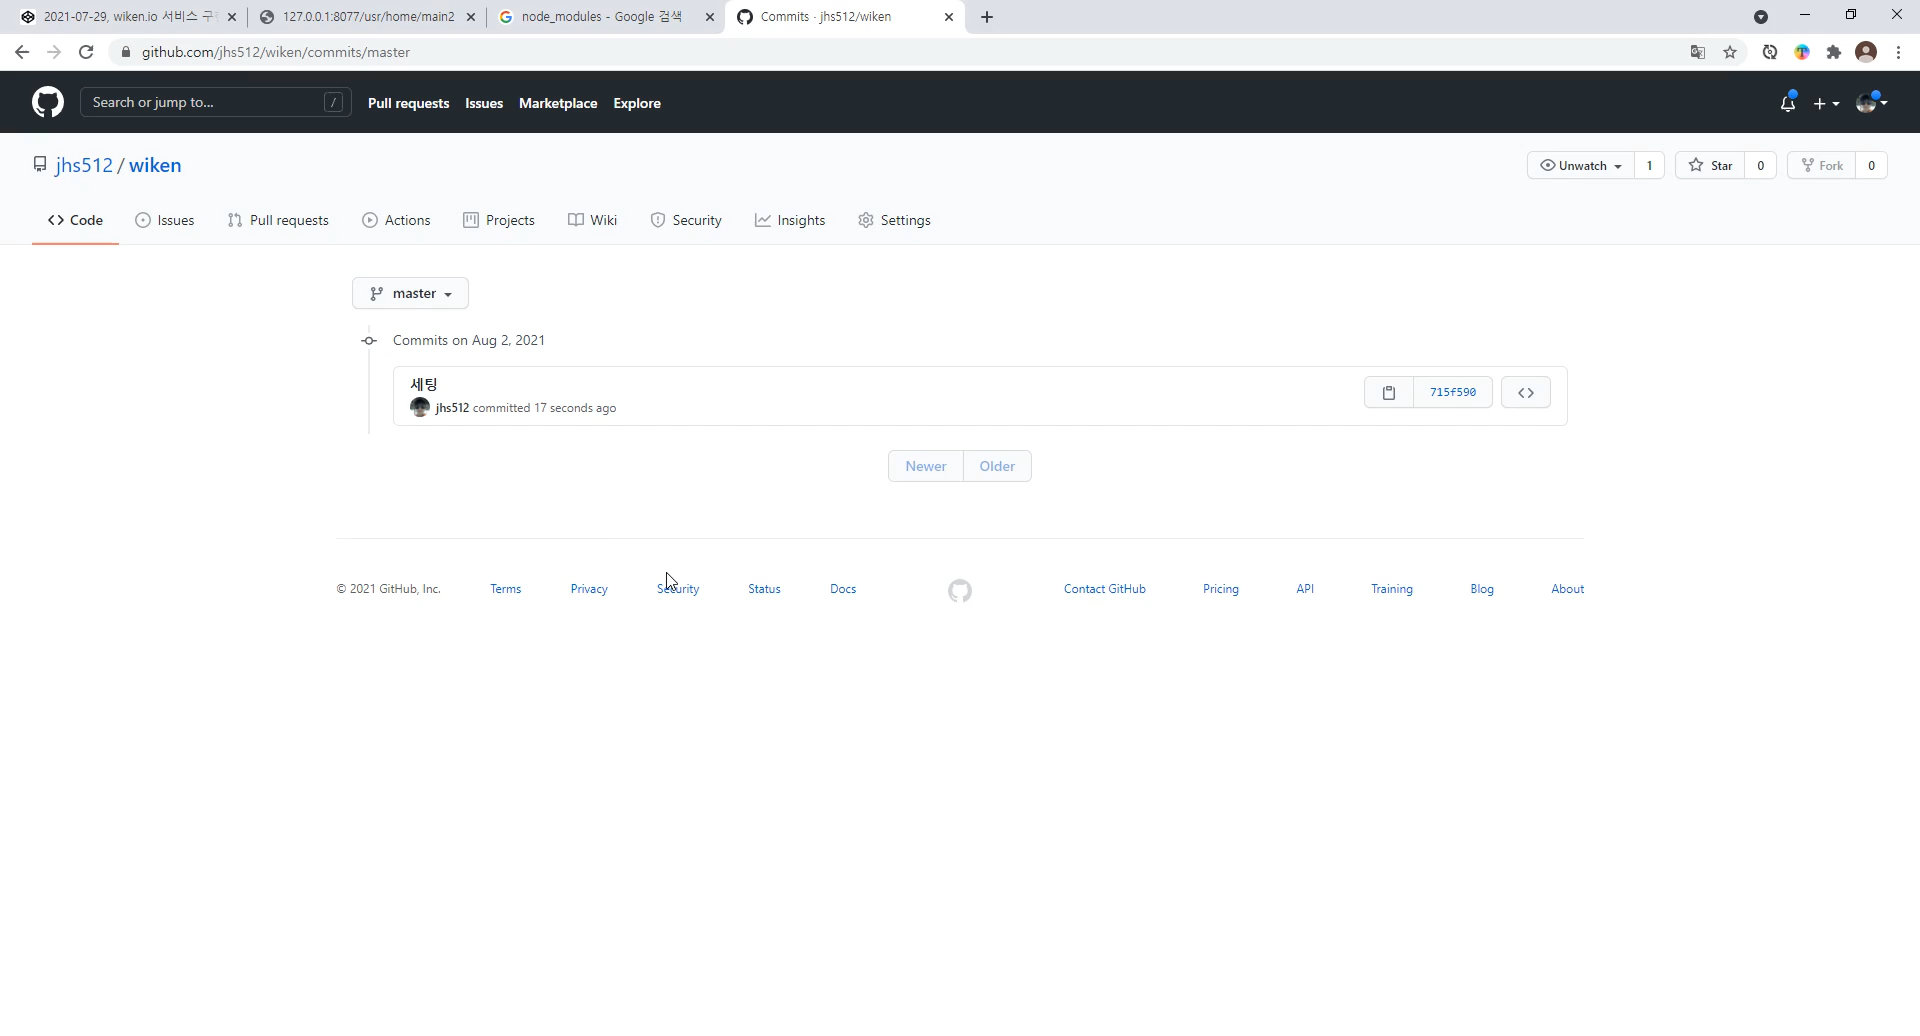 2021-07-29, wiken.io 서비스 구
127.0.0.1:8077/usr/home/main2
node_modules - Google 검색
Commits · jhs512/wiken
github.com/jhs512/wiken/commits/master
Search or jump to... /
Pull requests Issues Marketplace Explore
jhs512 / wiken
Unwatch 1 Star 0 Fork 0
Code Issues Pull requests Actions Projects Wiki Security Insights Settings
master
Commits on Aug 2, 2021
세팅
jhs512 committed 17 seconds ago
715f590
Newer Older
© 2021 GitHub, Inc. Terms Privacy Security Status Docs Contact GitHub Pricing API Training Blog About